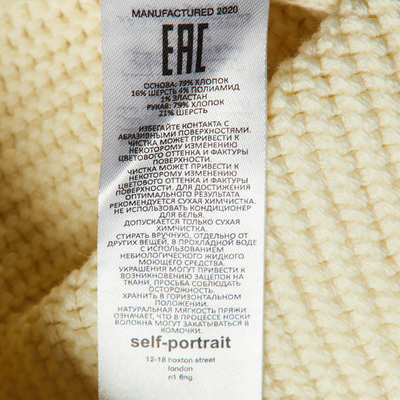 MANUFACTURED 2020
EAC
ОСНОВА: 79% ХЛОПОК
16% ШЕРСТЬ 4% ПОЛИАМИД
1% ЭЛАСТАН
РУКАВ: 79% ХЛОПОК
21% ШЕРСТЬ
ИЗБЕГАЙТЕ КОНТАКТА С
АБРАЗИВНЫМИ ПОВЕРХНОСТЯМИ.
ЧИСТКА МОЖЕТ ПРИВЕСТИ К
НЕКОТОРОМУ ИЗМЕНЕНИЮ
ЦВЕТОВОГО ОТТЕНКА И ФАКТУРЫ
ПОВЕРХНОСТИ.
ЧИСТКА МОЖЕТ ПРИВЕСТИ К
НЕКОТОРОМУ ИЗМЕНЕНИЮ
ЦВЕТОВОГО ОТТЕНКА И ФАКТУРЫ
ПОВЕРХНОСТИ. ДЛЯ ДОСТИЖЕНИЯ
ОПТИМАЛЬНОГО РЕЗУЛЬТАТА
РЕКОМЕНДУЕТСЯ СУХАЯ ХИМЧИСТКА.
НЕ ИСПОЛЬЗОВАТЬ КОНДИЦИОНЕР
ДЛЯ БЕЛЬЯ.
ДОПУСКАЕТСЯ ТОЛЬКО СУХАЯ
ХИМЧИСТКА.
СТИРАТЬ ВРУЧНУЮ, ОТДЕЛЬНО ОТ
ДРУГИХ ВЕЩЕЙ, В ПРОХЛАДНОЙ ВОДЕ
С ИСПОЛЬЗОВАНИЕМ
НЕБИОЛОГИЧЕСКОГО ЖИДКОГО
МОЮЩЕГО СРЕДСТВА.
УКРАШЕНИЯ МОГУТ ПРИВЕСТИ К
ВОЗНИКНОВЕНИЮ ЗАЦЕПОК НА
ТКАНИ, ПРОСЬБА СОБЛЮДАТЬ
ОСТОРОЖНОСТЬ.
ХРАНИТЬ В ГОРИЗОНТАЛЬНОМ
ПОЛОЖЕНИИ.
НАТУРАЛЬНАЯ МЯГКОСТЬ ПРЯЖИ
ОЗНАЧАЕТ, ЧТО В ПРОЦЕССЕ НОСКИ
ВОЛОКНА МОГУТ ЗАКАТЫВАТЬСЯ В
КОМОЧКИ.
self-portrait
12-18 hoxton street
london
n1 6ng